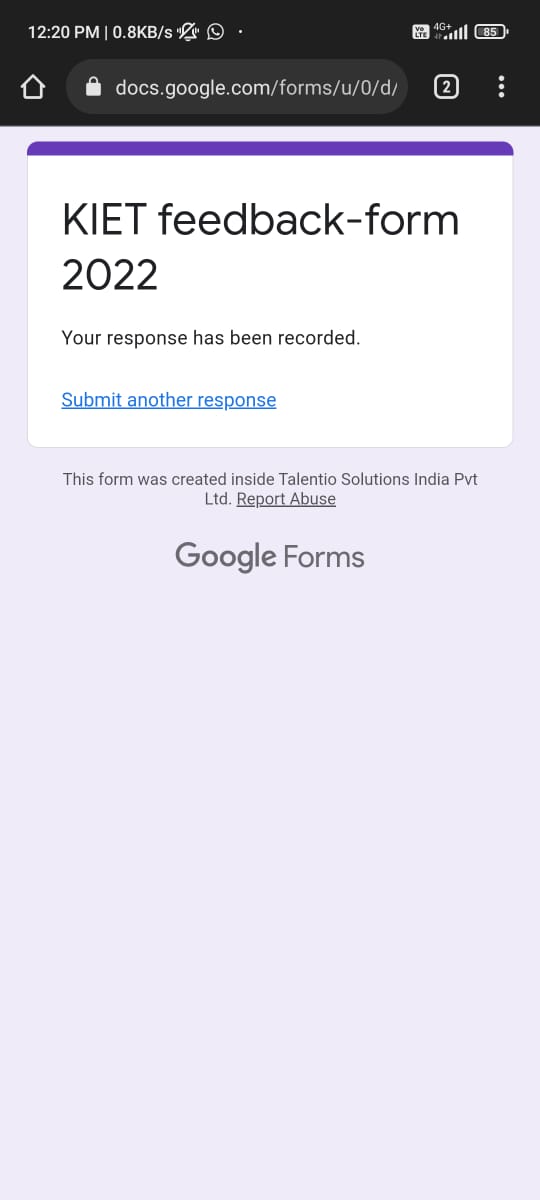 12:20 PM | 0.8KB/s
Vo LTE 4G+ 85
docs.google.com/forms/u/0/d/
2
KIET feedback-form
2022
Your response has been recorded.
Submit another response
This form was created inside Talentio Solutions India Pvt
Ltd. Report Abuse
Google Forms